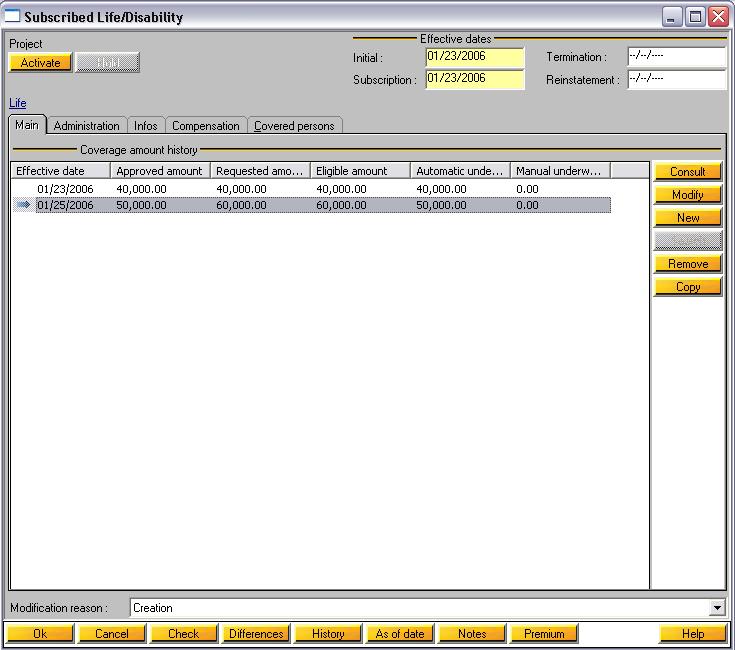 Subscribed Life/Disability
Project
Activate Hold
Effective dates
Initial : 01/23/2006 Termination : --/--/----
Subscription : 01/23/2006 Reinstatement : --/--/----
Life
Main Administration Infos Compensation Covered persons
Coverage amount history
Effective date Approved amount Requested amo... Eligible amount Automatic unde... Manual underw...
01/23/2006 40,000.00 40,000.00 40,000.00 40,000.00 0.00
01/25/2006 50,000.00 60,000.00 60,000.00 50,000.00 0.00
Consult
Modify
New
Remove
Copy
Modification reason : Creation
Ok Cancel Check Differences History As of date Notes Premium Help